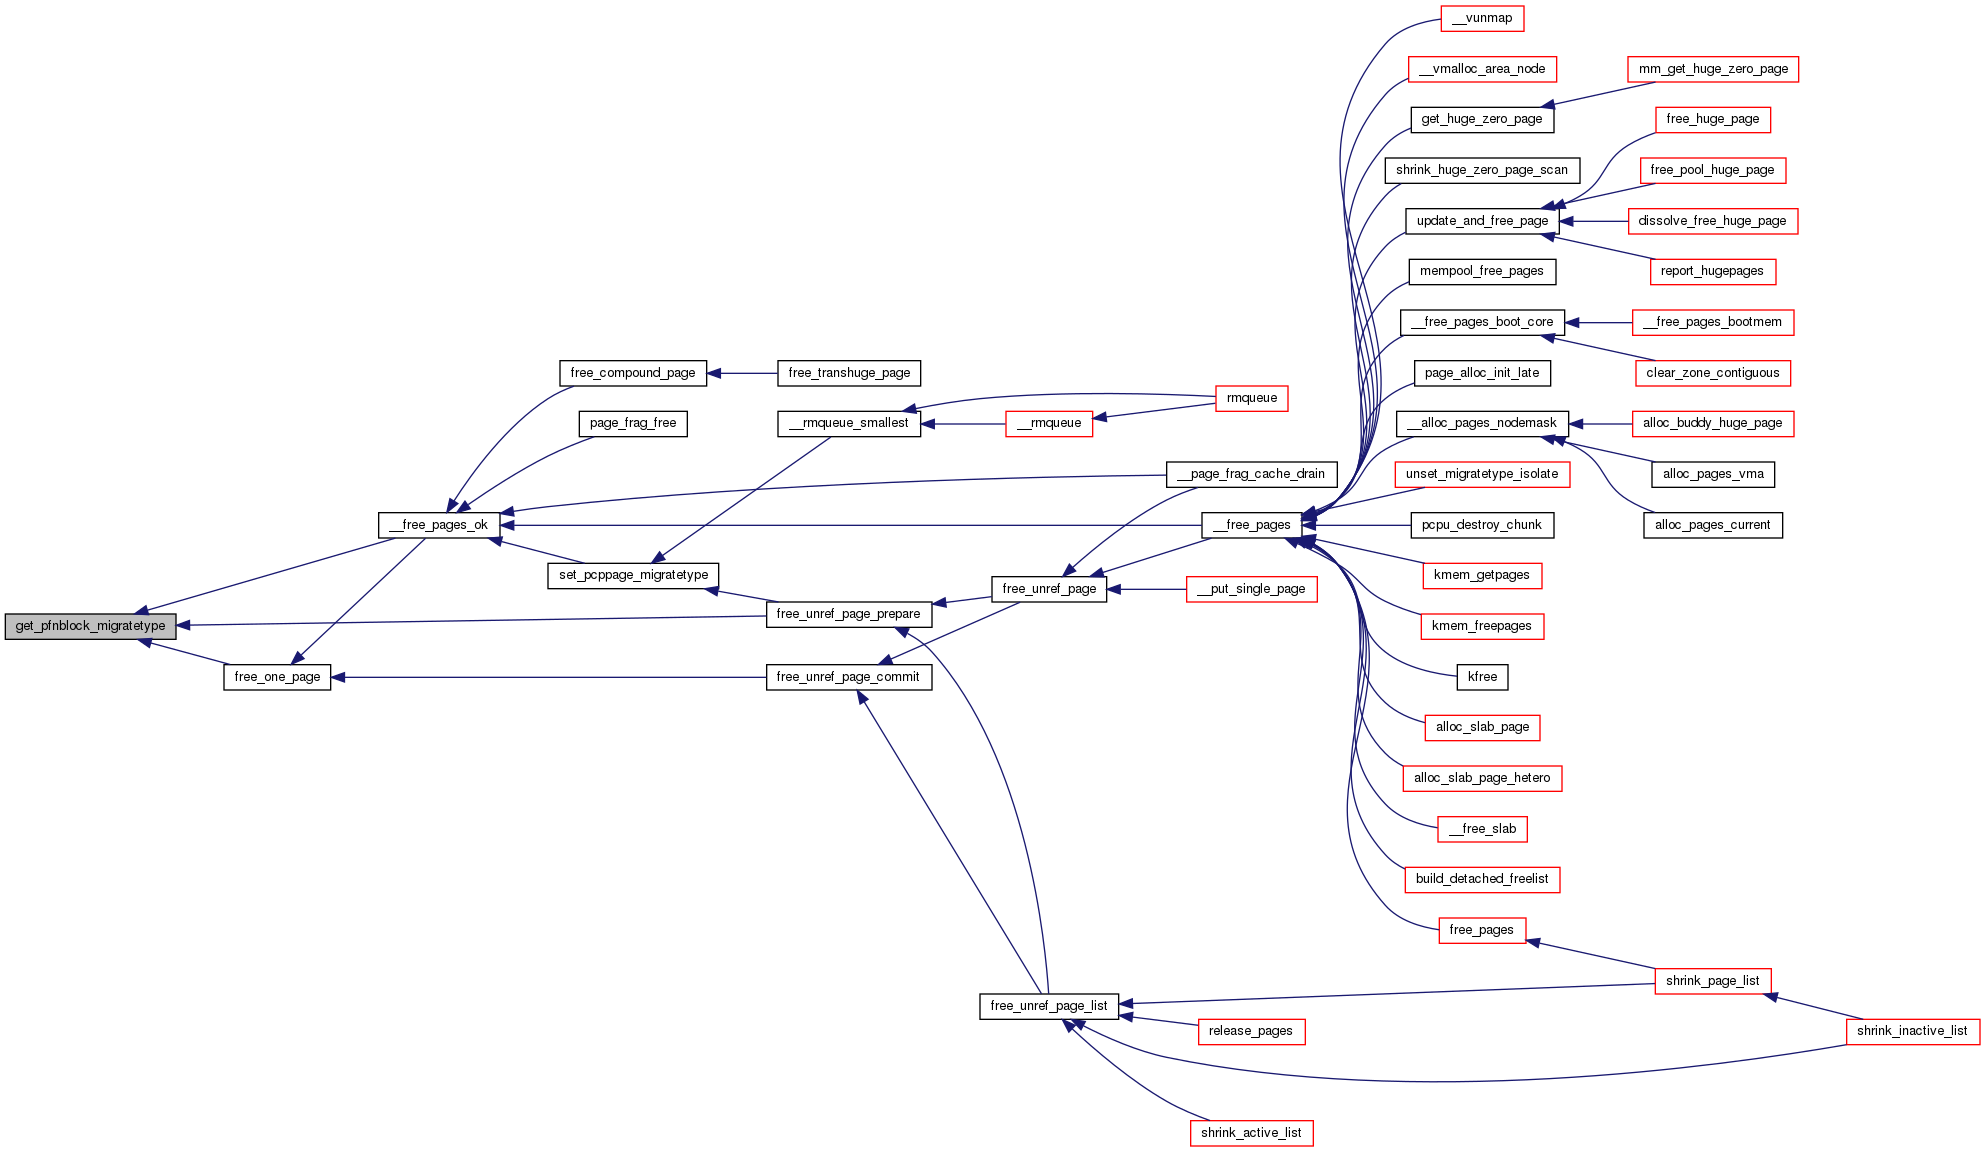 __vunmap
__vmalloc_area_node
mm_get_huge_zero_page
get_huge_zero_page
free_huge_page
shrink_huge_zero_page_scan
free_pool_huge_page
update_and_free_page
dissolve_free_huge_page
mempool_free_pages
report_hugepages
__free_pages_boot_core
__free_pages_bootmem
free_compound_page
free_transhuge_page
page_alloc_init_late
clear_zone_contiguous
rmqueue
page_frag_free
__rmqueue_smallest
__rmqueue
__alloc_pages_nodemask
alloc_buddy_huge_page
__page_frag_cache_drain
unset_migratetype_isolate
alloc_pages_vma
__free_pages_ok
__free_pages
pcpu_destroy_chunk
alloc_pages_current
set_pcppage_migratetype
kmem_getpages
free_unref_page
__put_single_page
get_pfnblock_migratetype
free_unref_page_prepare
kmem_freepages
free_one_page
free_unref_page_commit
kfree
alloc_slab_page
alloc_slab_page_hetero
__free_slab
build_detached_freelist
free_pages
shrink_page_list
free_unref_page_list
release_pages
shrink_inactive_list
shrink_active_list